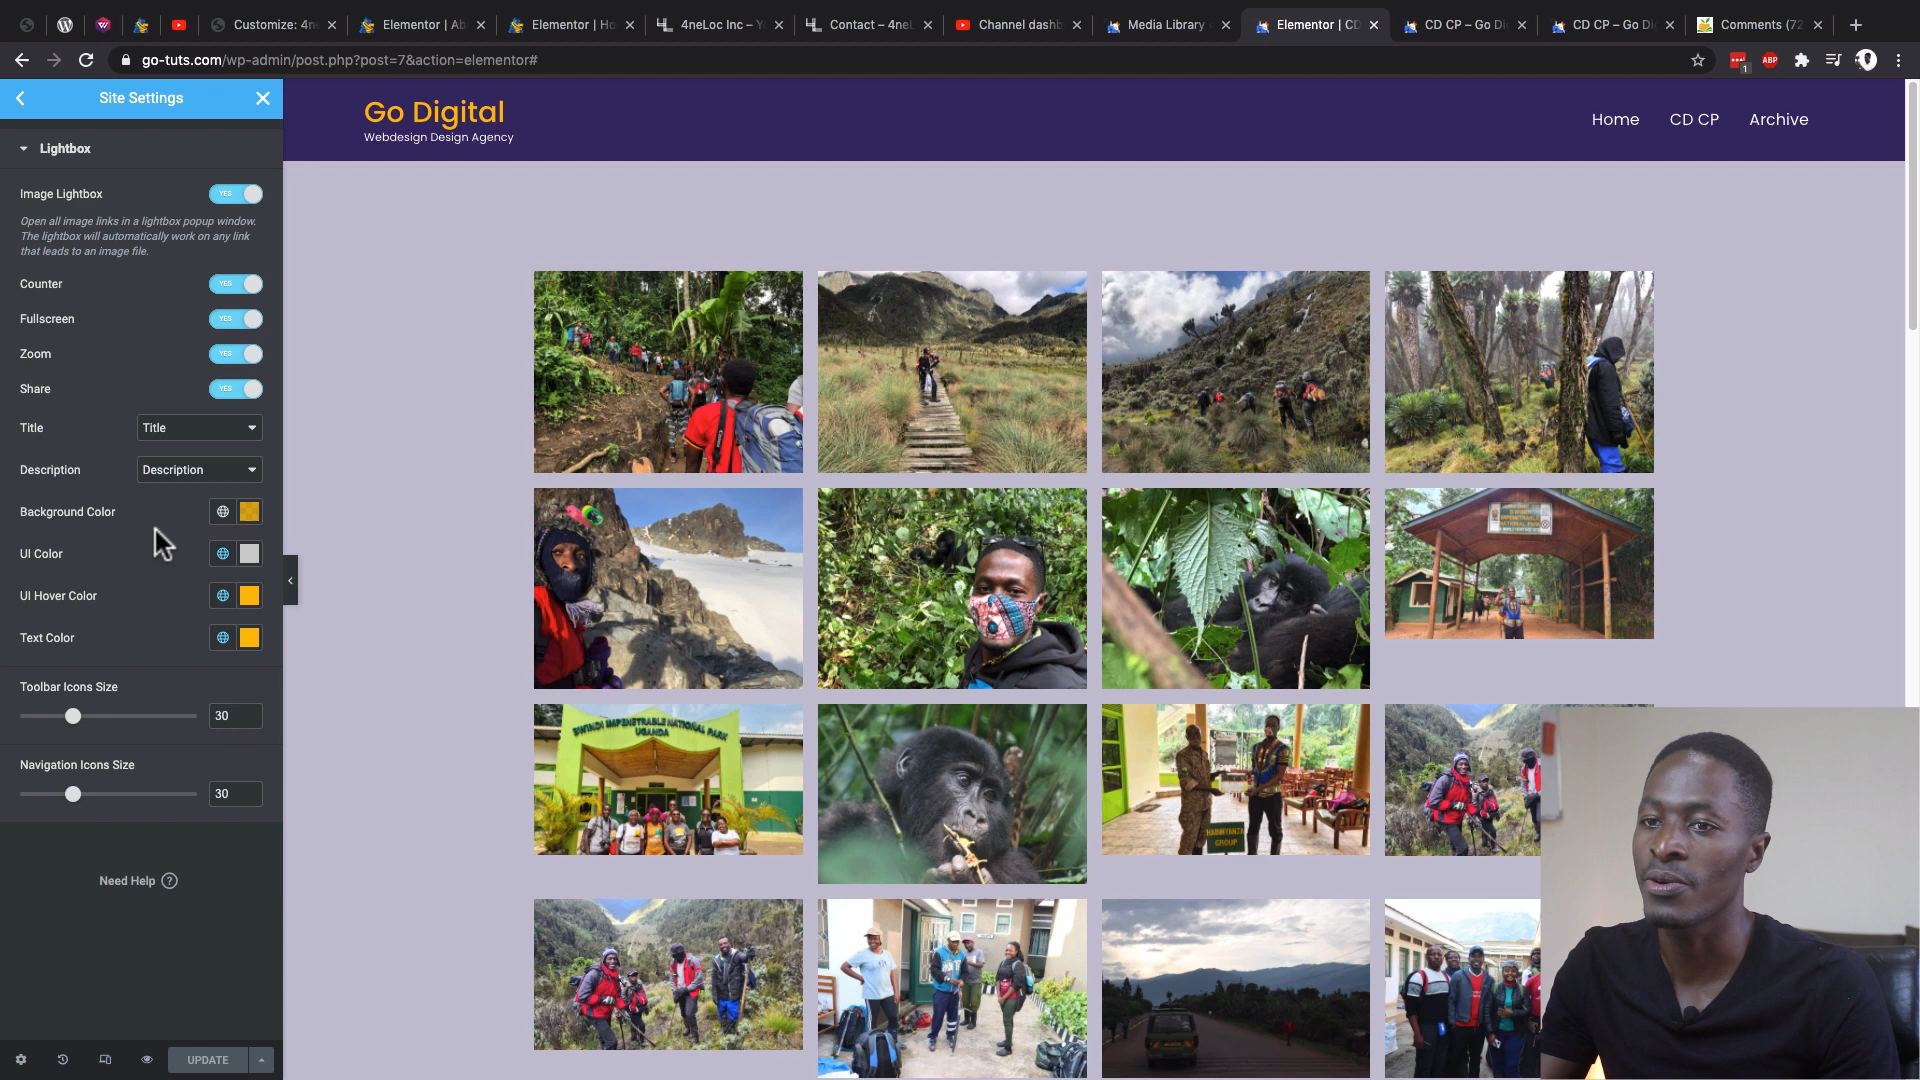 Customize: 4n
Elementor | Ab
Elementor | Ho
4neLoc Inc – Y
Contact – 4neL
Channel dashb
Media Library
Elementor | CD
CD CP – Go Di
CD CP – Go Di
Comments (72
go-tuts.com/wp-admin/post.php?post=7&action=elementor#
ABP
1
Site Settings
Go Digital
Webdesign Design Agency
Home
CD CP
Archive
Lightbox
Image Lightbox
YES
Open all image links in a lightbox popup window.
The lightbox will automatically work on any link
that leads to an image file.
Counter
YES
Fullscreen
YES
Zoom
YES
Share
YES
Title
Title
Description
Description
Background Color
UI Color
UI Hover Color
Text Color
Toolbar Icons Size
30
Navigation Icons Size
30
Need Help ?
UPDATE
BWINDI IMPENETRABLE NATIONAL PARK
UGANDA
HABINYANJA
GROUP